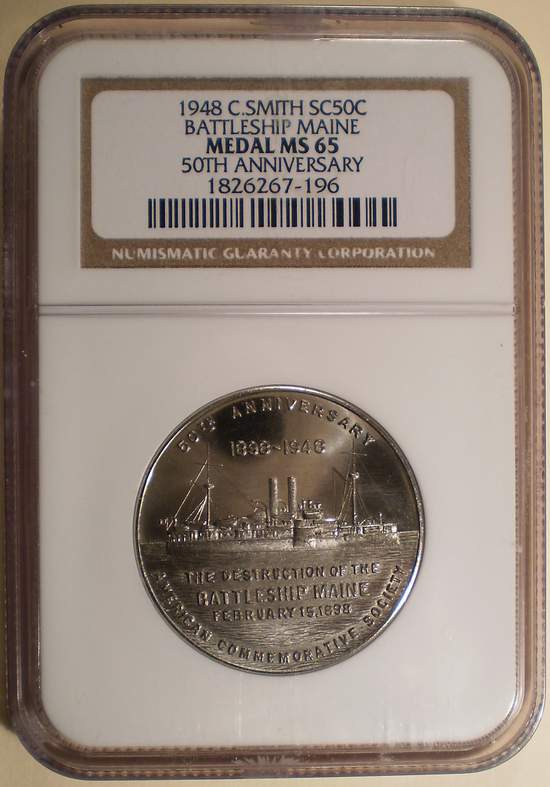 1948 C.SMITH SC50C
BATTLESHIP MAINE
MEDAL MS 65
50TH ANNIVERSARY
1826267-196
NUMISMATIC GUARANTY CORPORATION
50TH ANNIVERSARY
1898-1948
THE DESTRUCTION OF THE
BATTLESHIP MAINE
FEBRUARY 15, 1898
AMERICAN COMMEMORATIVE SOCIETY